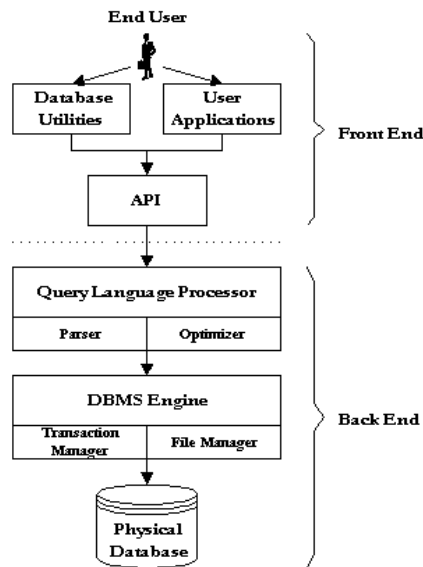 End User
Database
Utilities
User
Applications
Front End
API
Query Language Processor
Parser
Optimizer
DBMS Engine
Back End
Transaction
Manager
File Manager
Physical
Database